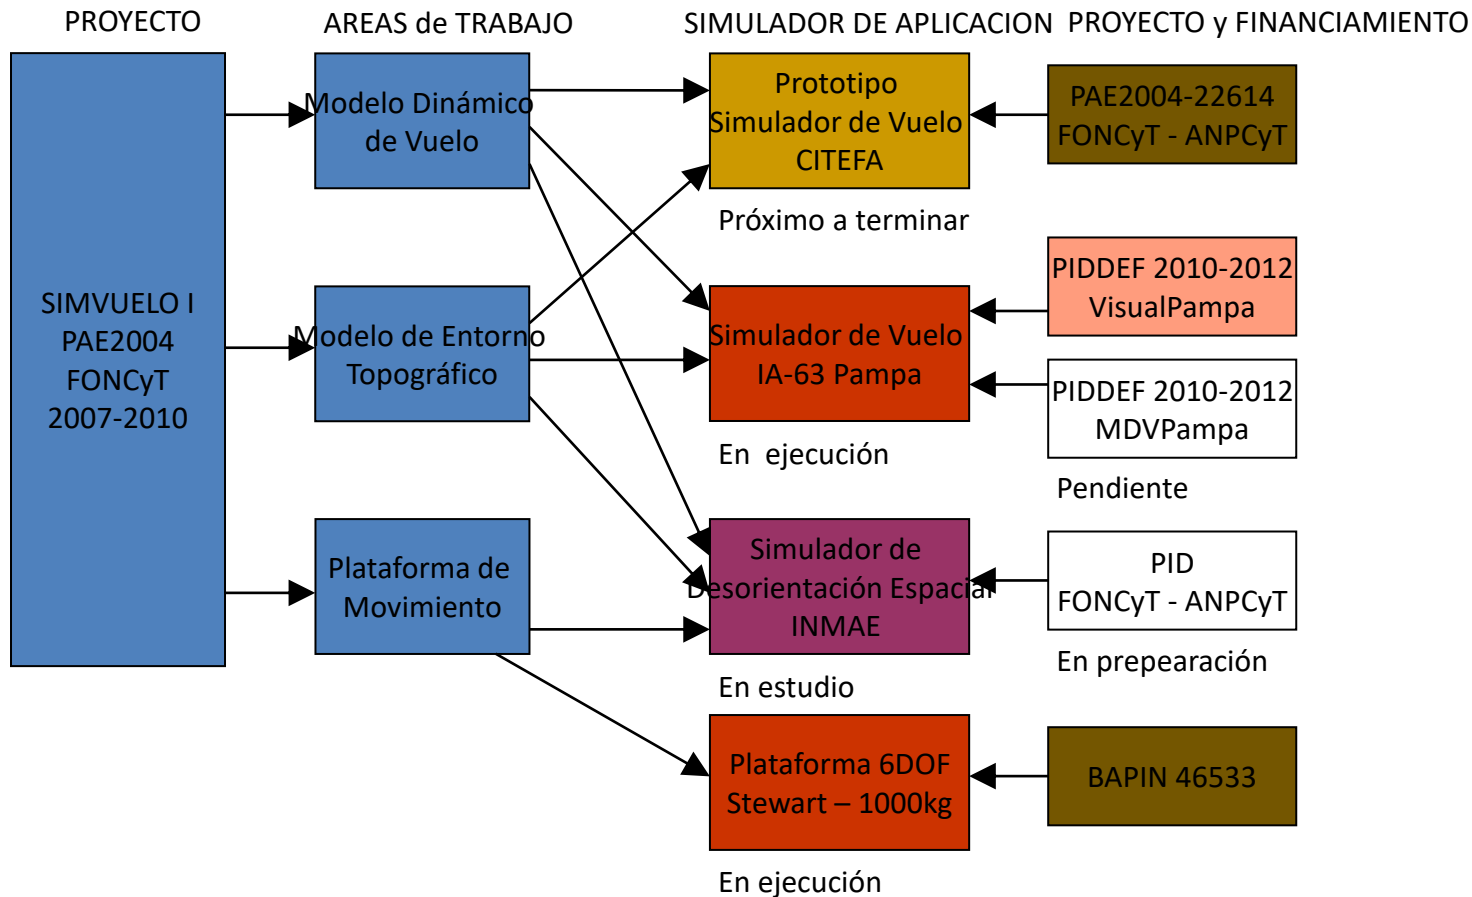 PROYECTO
AREAS de TRABAJO
SIMULADOR DE APLICACION
PROYECTO y FINANCIAMIENTO
SIMVUELO I
PAE2004
FONCyT
2007-2010
Modelo Dinámico
de Vuelo
Modelo de Entorno
Topográfico
Plataforma de
Movimiento
Prototipo
Simulador de Vuelo
CITEFA
Próximo a terminar
Simulador de Vuelo
IA-63 Pampa
En ejecución
Simulador de
Desorientación Espacial
INMAE
En estudio
Plataforma 6DOF
Stewart – 1000kg
En ejecución
PAE2004-22614
FONCyT - ANPCyT
PIDDEF 2010-2012
VisualPampa
PIDDEF 2010-2012
MDVPampa
Pendiente
PID
FONCyT - ANPCyT
En prepearación
BAPIN 46533